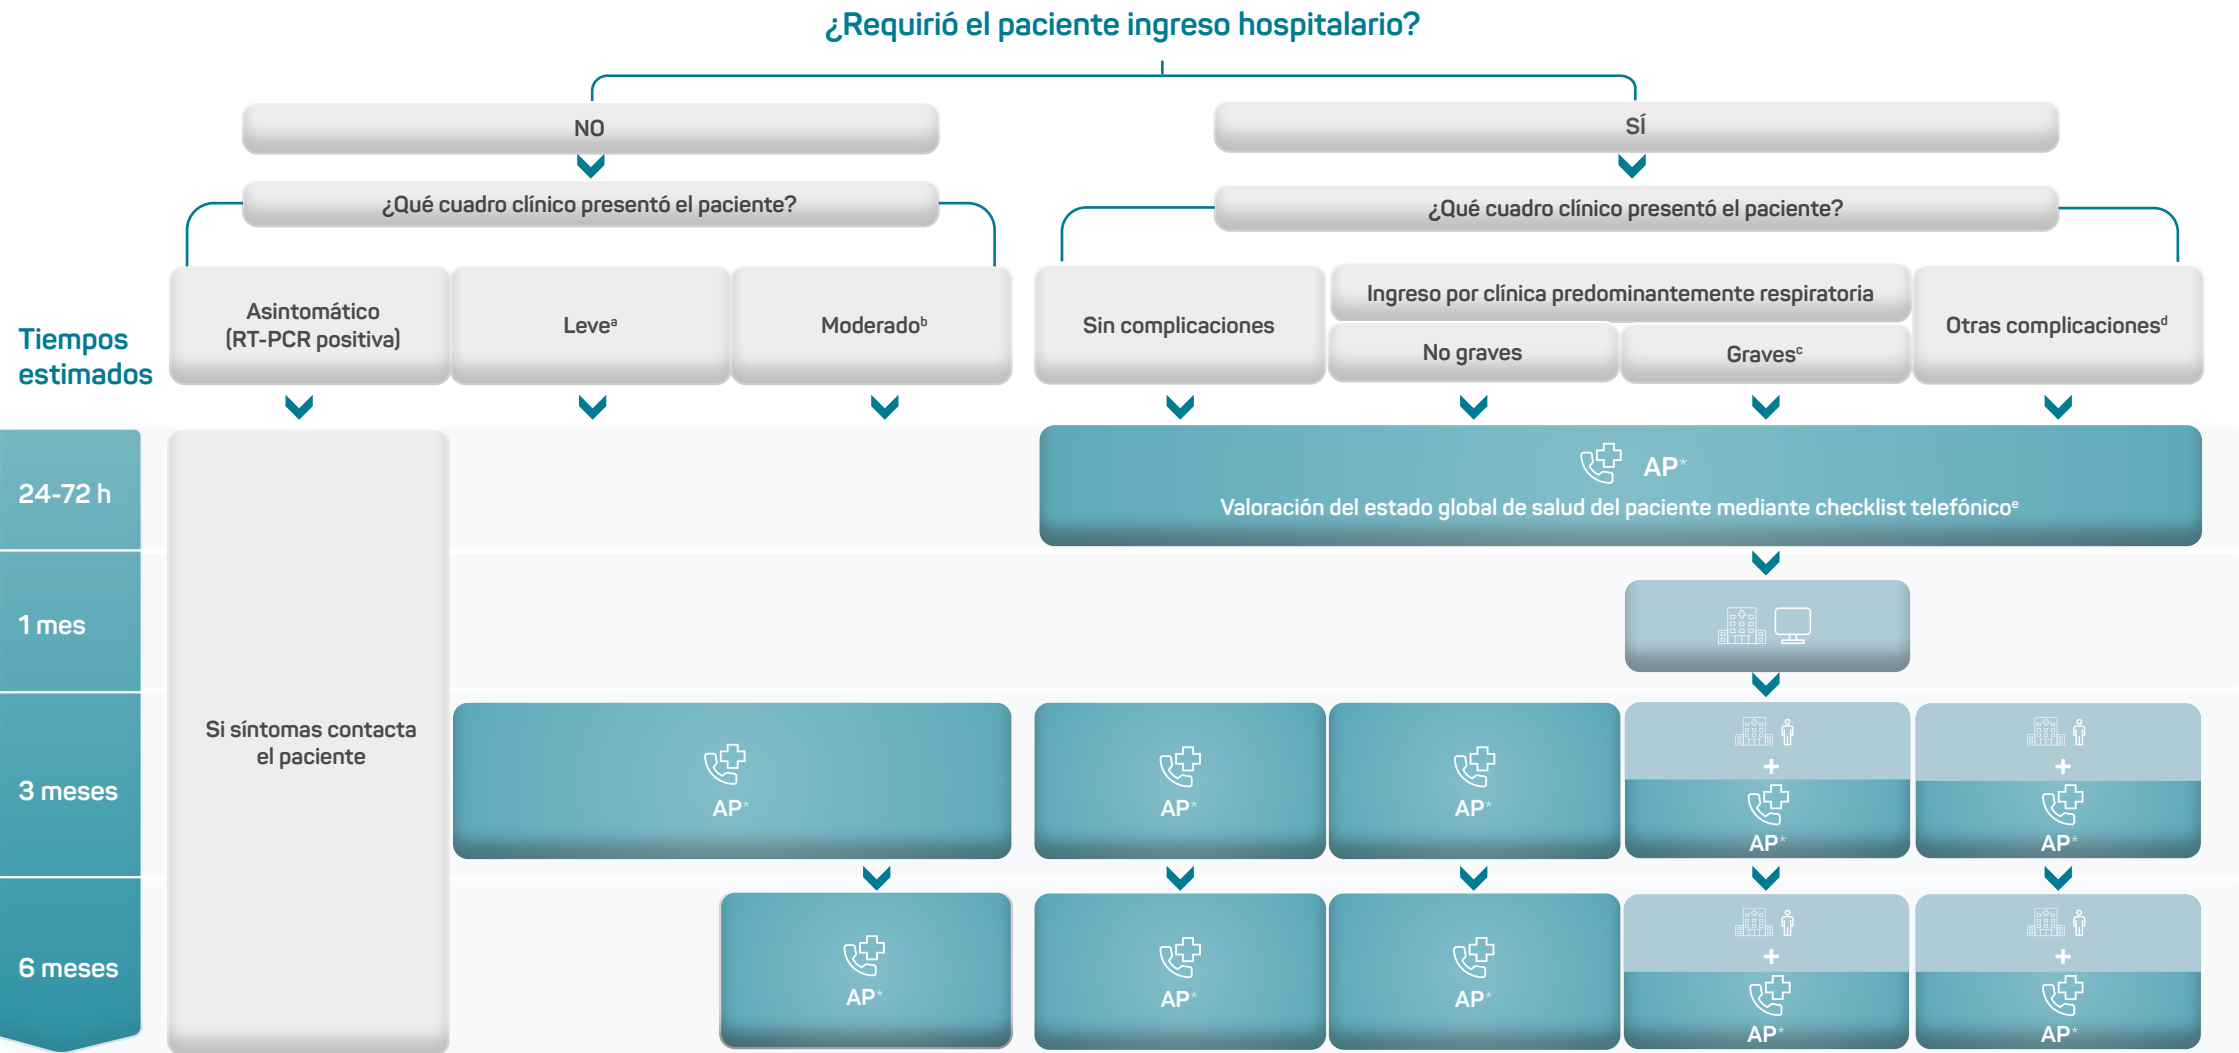 ¿Requirió el paciente ingreso hospitalario?
NO
SÍ
¿Qué cuadro clínico presentó el paciente?
¿Qué cuadro clínico presentó el paciente?
Tiempos
estimados
Asintomático
(RT-PCR positiva)
Leveᵃ
Moderadoᵇ
Sin complicaciones
Ingreso por clínica predominantemente respiratoria
No graves
Gravesᶜ
Otras complicacionesᵈ
24-72 h
AP*
Valoración del estado global de salud del paciente mediante checklist telefónicoᵉ
1 mes
Si síntomas contacta
el paciente
3 meses
AP*
AP*
AP*
+
AP*
+
AP*
6 meses
AP*
AP*
AP*
+
AP*
+
AP*